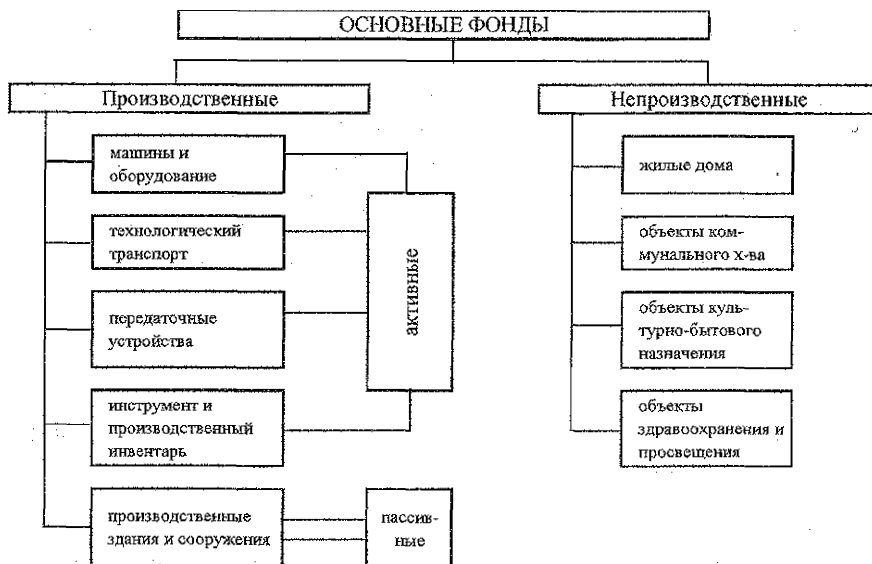 ОСНОВНЫЕ ФОНДЫ
Производственные
машины и
оборудование
технологический
транспорт
передаточные
устройства
инструмент и
производственный
инвентарь
производственные
здания и сооружения
активные
пассив-
ные
Непроизводственные
жилые дома
объекты ком-
мунального х-ва
объекты куль-
турно-бытового
назначения
объекты
здравоохранения и
просвещения